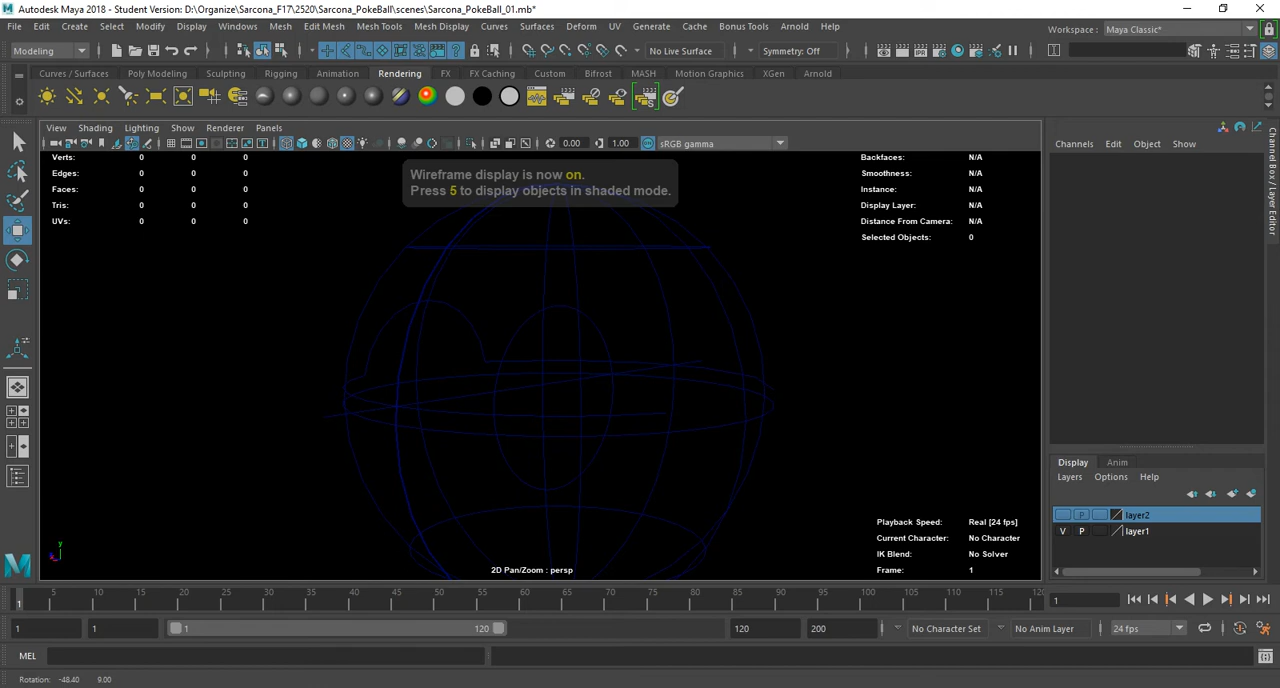 Autodesk Maya 2018 - Student Version: D:\Organize\Sarcona_F17\2520\Sarcona_PokeBall\scenes\Sarcona_PokeBall_01.mb*
File Edit Create Select Modify Display Windows Mesh Edit Mesh Mesh Tools Mesh Display Curves Surfaces Deform UV Generate Cache Bonus Tools Arnold Help
Workspace : Maya Classic*
Modeling No Live Surface Symmetry: Off
Curves / Surfaces Poly Modeling Sculpting Rigging Animation Rendering FX FX Caching Custom Bifrost MASH Motion Graphics XGen Arnold
View Shading Lighting Show Renderer Panels
0.00 1.00 sRGB gamma
Channels Edit Object Show
Channel Box / Layer Editor
Verts: 0 0 0
Edges: 0 0 0
Faces: 0 0 0
Tris: 0 0 0
UVs: 0 0 0
Wireframe display is now on.
Press 5 to display objects in shaded mode.
Backfaces: N/A
Smoothness: N/A
Instance: N/A
Display Layer: N/A
Distance From Camera: N/A
Selected Objects: 0
Display Anim
Layers Options Help
P layer2
V P layer1
Playback Speed: Real [24 fps]
Current Character: No Character
IK Blend: No Solver
Frame: 1
y
2D Pan/Zoom : persp
1 5 10 15 20 25 30 35 40 45 50 55 60 65 70 75 80 85 90 95 100 105 110 115 120
1
1 1 1 120 120 200 No Character Set No Anim Layer 24 fps
MEL
Rotation: -48.40 9.00